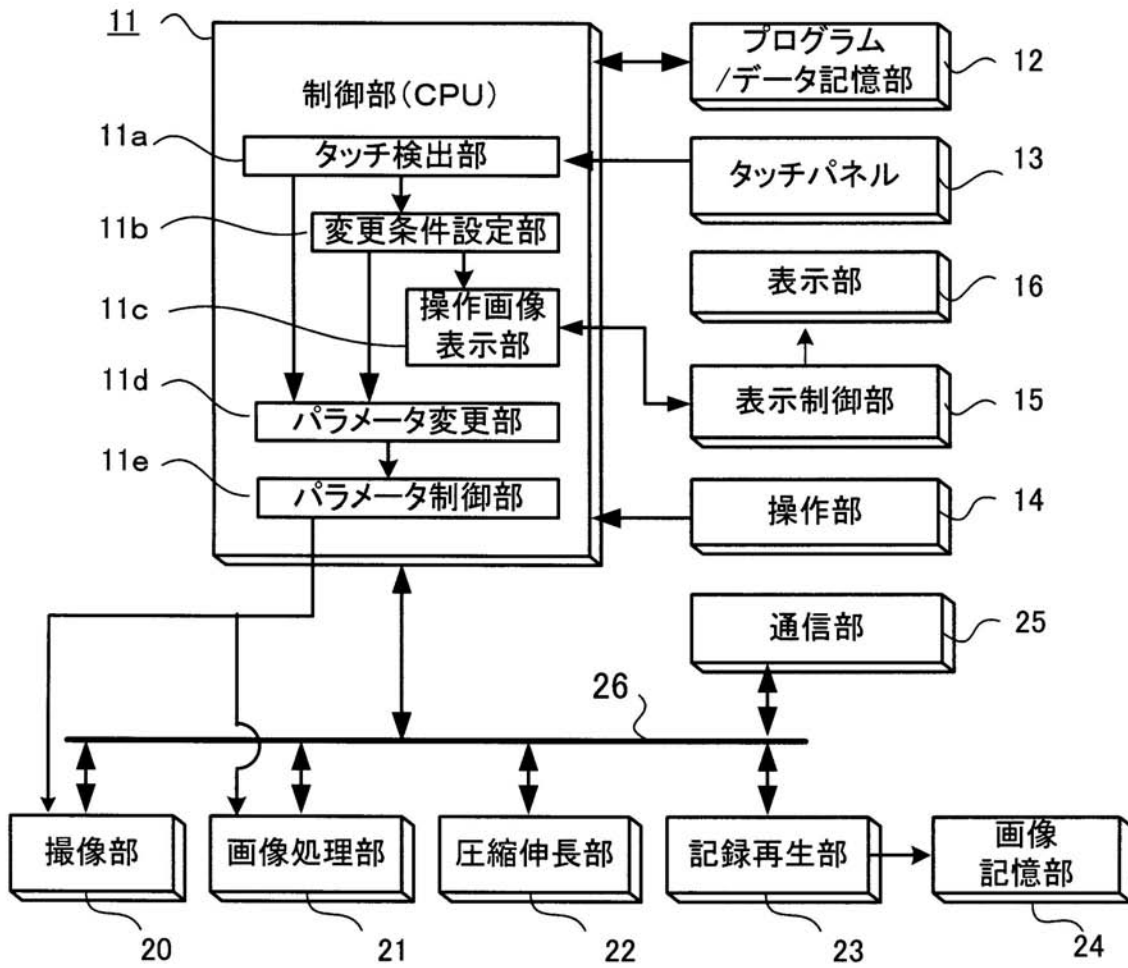 11
制御部(CPU)
プログラム
/データ記憶部
12
11a
タッチ検出部
タッチパネル
13
11b
変更条件設定部
表示部
16
11c
操作画像
表示部
11d
パラメータ変更部
表示制御部
15
11e
パラメータ制御部
操作部
14
通信部
25
26
撮像部
画像処理部
圧縮伸長部
記録再生部
画像
記憶部
20
21
22
23
24